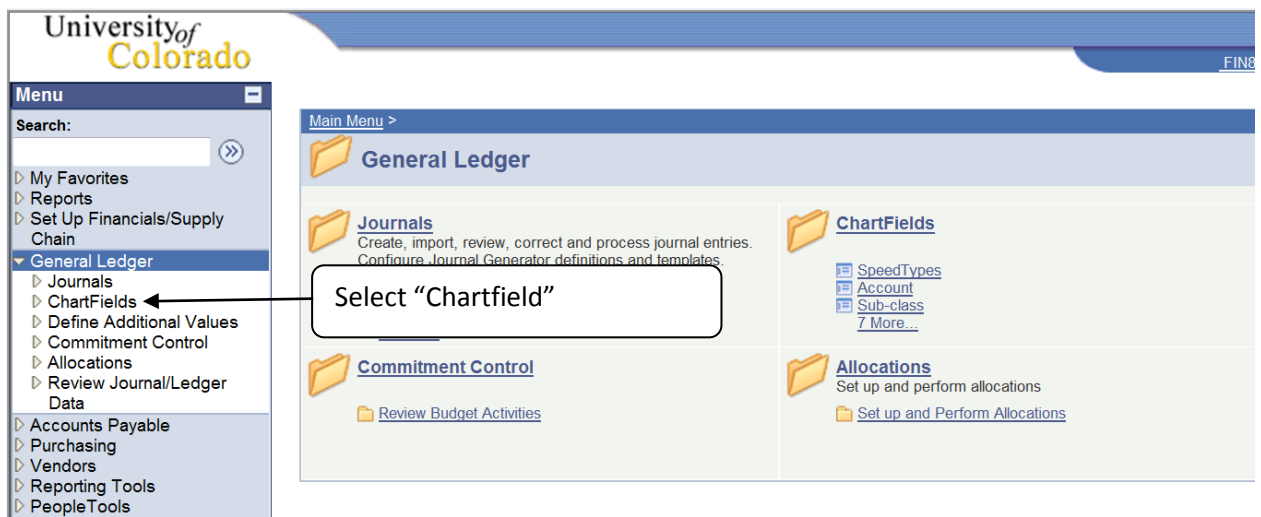 University of
Colorado
FIN8
Menu
Search:
My Favorites
Reports
Set Up Financials/Supply
Chain
General Ledger
Journals
ChartFields
Define Additional Values
Commitment Control
Allocations
Review Journal/Ledger
Data
Accounts Payable
Purchasing
Vendors
Reporting Tools
PeopleTools
Main Menu >
General Ledger
Journals
Create, import, review, correct and process journal entries.
Configure Journal Generator definitions and templates.
Select “Chartfield”
ChartFields
SpeedTypes
Account
Sub-class
7 More...
Commitment Control
Review Budget Activities
Allocations
Set up and perform allocations
Set up and Perform Allocations